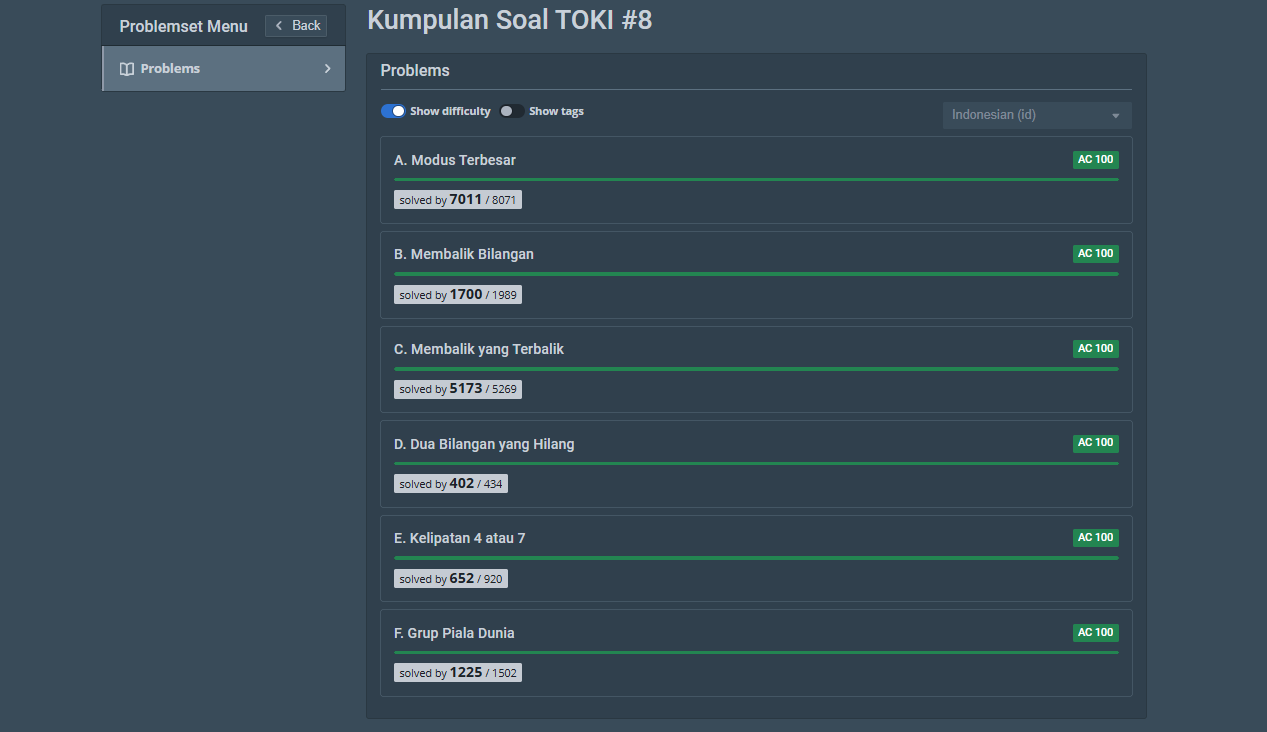 Problemset Menu
Back
Problems
Kumpulan Soal TOKI #8
Problems
Show difficulty
Show tags
Indonesian (id)
A. Modus Terbesar
AC 100
solved by 7011 / 8071
B. Membalik Bilangan
AC 100
solved by 1700 / 1989
C. Membalik yang Terbalik
AC 100
solved by 5173 / 5269
D. Dua Bilangan yang Hilang
AC 100
solved by 402 / 434
E. Kelipatan 4 atau 7
AC 100
solved by 652 / 920
F. Grup Piala Dunia
AC 100
solved by 1225 / 1502